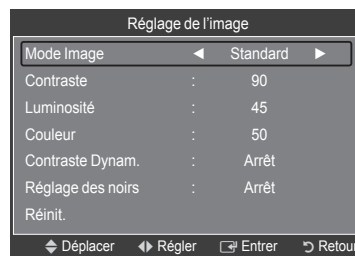 Réglage de l'image
Mode Image ◄ Standard ►
Contraste : 90
Luminosité : 45
Couleur : 50
Contraste Dynam. : Arrêt
Réglage des noirs : Arrêt
Réinit.
Déplacer Régler Entrer Retour